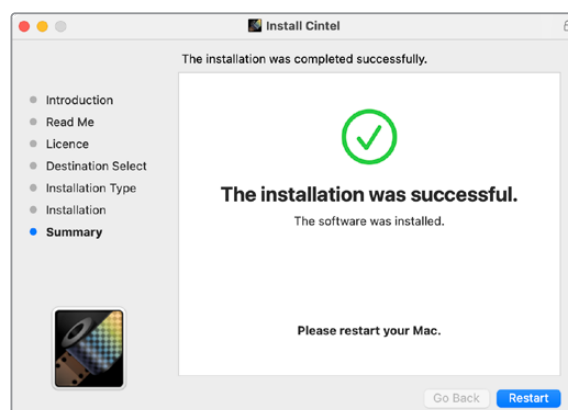 Install Cintel
The installation was completed successfully.
Introduction
Read Me
Licence
Destination Select
Installation Type
Installation
Summary
The installation was successful.
The software was installed.
Please restart your Mac.
Go Back
Restart